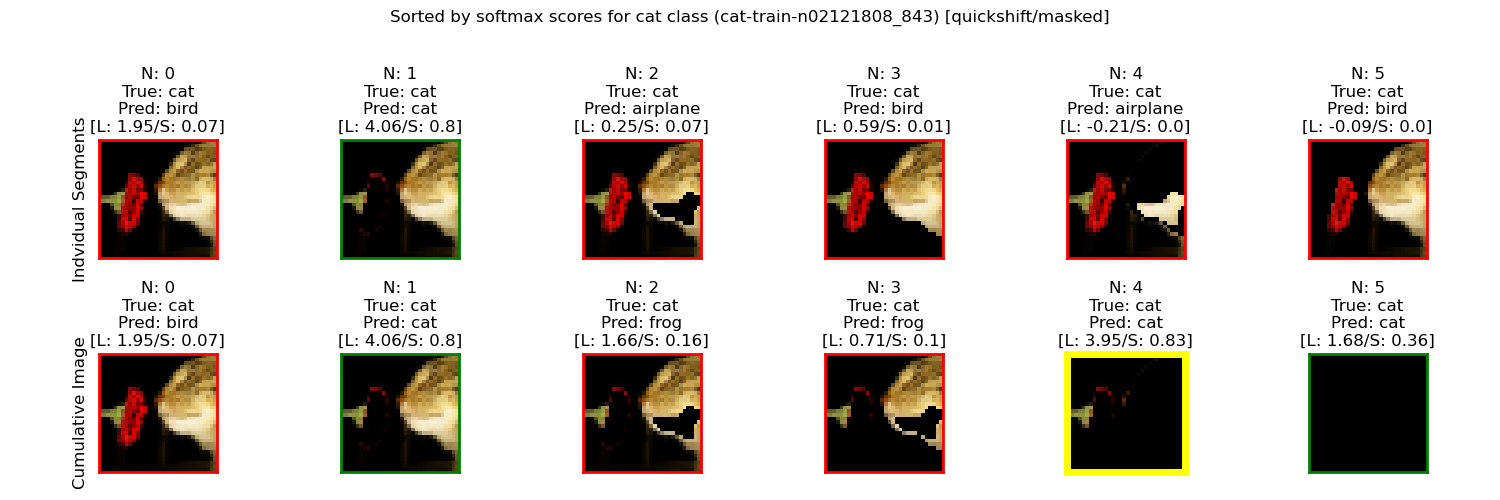 Sorted by softmax scores for cat class (cat-train-n02121808_843) [quickshift/masked]
Indvidual Segments
N: 0
True: cat
Pred: bird
[L: 1.95/S: 0.07]
N: 1
True: cat
Pred: cat
[L: 4.06/S: 0.8]
N: 2
True: cat
Pred: airplane
[L: 0.25/S: 0.07]
N: 3
True: cat
Pred: bird
[L: 0.59/S: 0.01]
N: 4
True: cat
Pred: airplane
[L: -0.21/S: 0.0]
N: 5
True: cat
Pred: bird
[L: -0.09/S: 0.0]
Cumulative Image
N: 0
True: cat
Pred: bird
[L: 1.95/S: 0.07]
N: 1
True: cat
Pred: cat
[L: 4.06/S: 0.8]
N: 2
True: cat
Pred: frog
[L: 1.66/S: 0.16]
N: 3
True: cat
Pred: frog
[L: 0.71/S: 0.1]
N: 4
True: cat
Pred: cat
[L: 3.95/S: 0.83]
N: 5
True: cat
Pred: cat
[L: 1.68/S: 0.36]